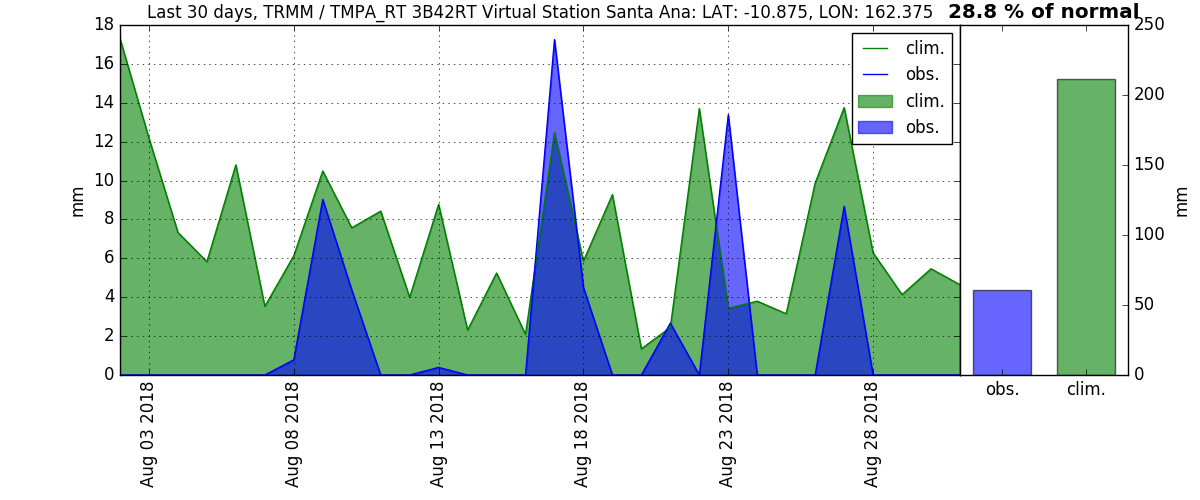 Last 30 days, TRMM / TMPA_RT 3B42RT Virtual Station Santa Ana: LAT: -10.875, LON: 162.375
28.8 % of normal
18
16
14
12
10
8
6
4
2
0
mm
clim.
obs.
clim.
obs.
Aug 03 2018
Aug 08 2018
Aug 13 2018
Aug 18 2018
Aug 23 2018
Aug 28 2018
250
200
150
100
50
0
mm
obs.
clim.